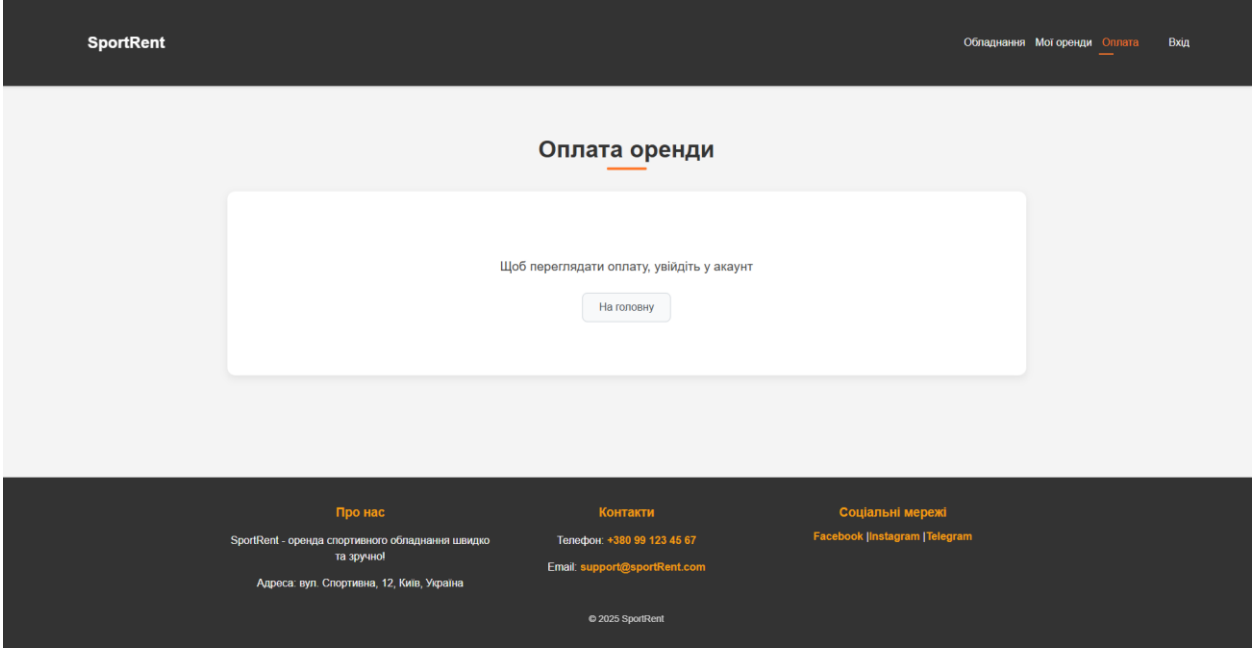 SportRent
Обладнання Мої оренди Оплата Вхід
Оплата оренди
Щоб переглядати оплату, увійдіть у акаунт
На головну
Про нас
SportRent - оренда спортивного обладнання швидко
та зручно!
Адреса: вул. Спортивна, 12, Київ, Україна
Контакти
Телефон: +380 99 123 45 67
Email: support@sportRent.com
Соціальні мережі
Facebook |Instagram |Telegram
© 2025 SportRent